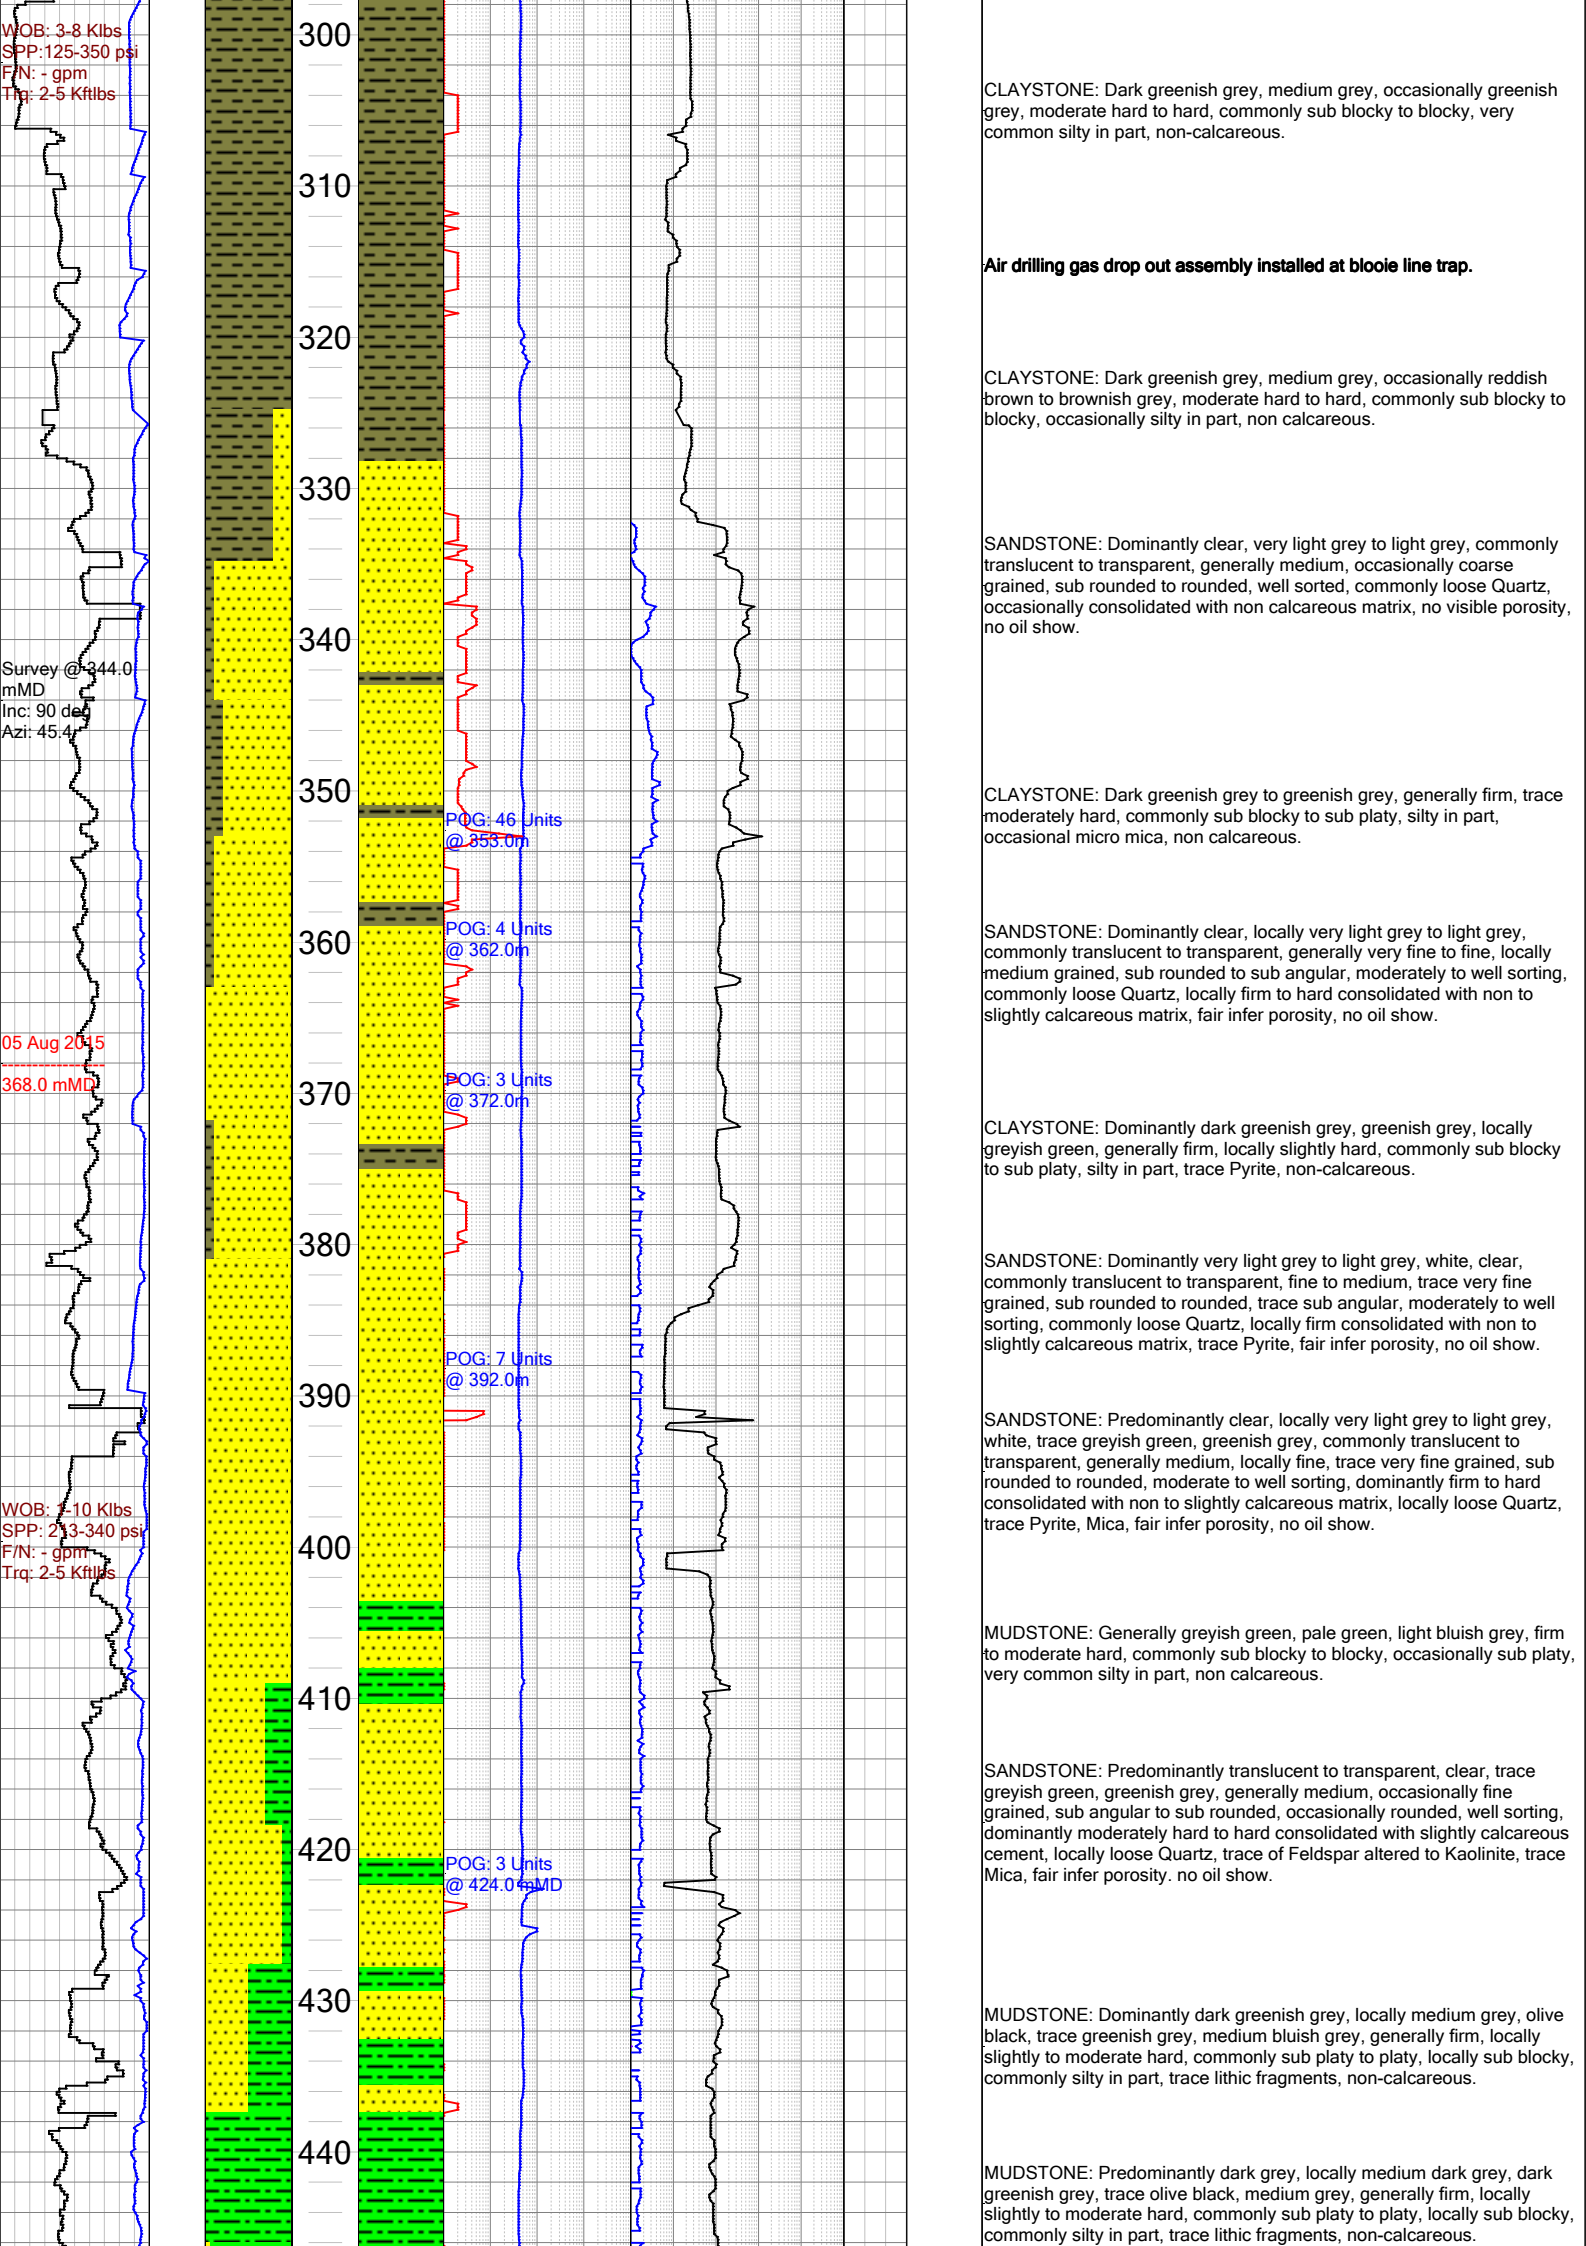 WOB: 3-8 Klbs
SPP:125-350 psi
F/N: - gpm
Trq: 2-5 Kftlbs
300
CLAYSTONE: Dark greenish grey, medium grey, occasionally greenish
grey, moderate hard to hard, commonly sub blocky to blocky, very
common silty in part, non-calcareous.
310
Air drilling gas drop out assembly installed at blooie line trap.
320
CLAYSTONE: Dark greenish grey, medium grey, occasionally reddish
brown to brownish grey, moderate hard to hard, commonly sub blocky to
blocky, occasionally silty in part, non calcareous.
330
SANDSTONE: Dominantly clear, very light grey to light grey, commonly
translucent to transparent, generally medium, occasionally coarse
grained, sub rounded to rounded, well sorted, commonly loose Quartz,
occasionally consolidated with non calcareous matrix, no visible porosity,
no oil show.
340
Survey @ 344.0
mMD
Inc: 90 deg
Azi: 45.4
350
POG: 46 Units
@ 353.0m
CLAYSTONE: Dark greenish grey to greenish grey, generally firm, trace
moderately hard, commonly sub blocky to sub platy, silty in part,
occasional micro mica, non calcareous.
360
POG: 4 Units
@ 362.0m
SANDSTONE: Dominantly clear, locally very light grey to light grey,
commonly translucent to transparent, generally very fine to fine, locally
medium grained, sub rounded to sub angular, moderately to well sorting,
commonly loose Quartz, locally firm to hard consolidated with non to
slightly calcareous matrix, fair infer porosity, no oil show.
05 Aug 2015
368.0 mMD
370
POG: 3 Units
@ 372.0m
CLAYSTONE: Dominantly dark greenish grey, greenish grey, locally
greyish green, generally firm, locally slightly hard, commonly sub blocky
to sub platy, silty in part, trace Pyrite, non-calcareous.
380
SANDSTONE: Dominantly very light grey to light grey, white, clear,
commonly translucent to transparent, fine to medium, trace very fine
grained, sub rounded to rounded, trace sub angular, moderately to well
sorting, commonly loose Quartz, locally firm consolidated with non to
slightly calcareous matrix, trace Pyrite, fair infer porosity, no oil show.
POG: 7 Units
@ 392.0m
390
SANDSTONE: Predominantly clear, locally very light grey to light grey,
white, trace greyish green, greenish grey, commonly translucent to
transparent, generally medium, locally fine, trace very fine grained, sub
rounded to rounded, moderate to well sorting, dominantly firm to hard
consolidated with non to slightly calcareous matrix, locally loose Quartz,
trace Pyrite, Mica, fair infer porosity, no oil show.
WOB: 1-10 Klbs
SPP: 213-340 psi
F/N: - gpm
Trq: 2-5 Kftlbs
400
MUDSTONE: Generally greyish green, pale green, light bluish grey, firm
to moderate hard, commonly sub blocky to blocky, occasionally sub platy,
very common silty in part, non calcareous.
410
SANDSTONE: Predominantly translucent to transparent, clear, trace
greyish green, greenish grey, generally medium, occasionally fine
grained, sub angular to sub rounded, occasionally rounded, well sorting,
dominantly moderately hard to hard consolidated with slightly calcareous
cement, locally loose Quartz, trace of Feldspar altered to Kaolinite, trace
Mica, fair infer porosity. no oil show.
420
POG: 3 Units
@ 424.0 mMD
430
MUDSTONE: Dominantly dark greenish grey, locally medium grey, olive
black, trace greenish grey, medium bluish grey, generally firm, locally
slightly to moderate hard, commonly sub platy to platy, locally sub blocky,
commonly silty in part, trace lithic fragments, non-calcareous.
440
MUDSTONE: Predominantly dark grey, locally medium dark grey, dark
greenish grey, trace olive black, medium grey, generally firm, locally
slightly to moderate hard, commonly sub platy to platy, locally sub blocky,
commonly silty in part, trace lithic fragments, non-calcareous.